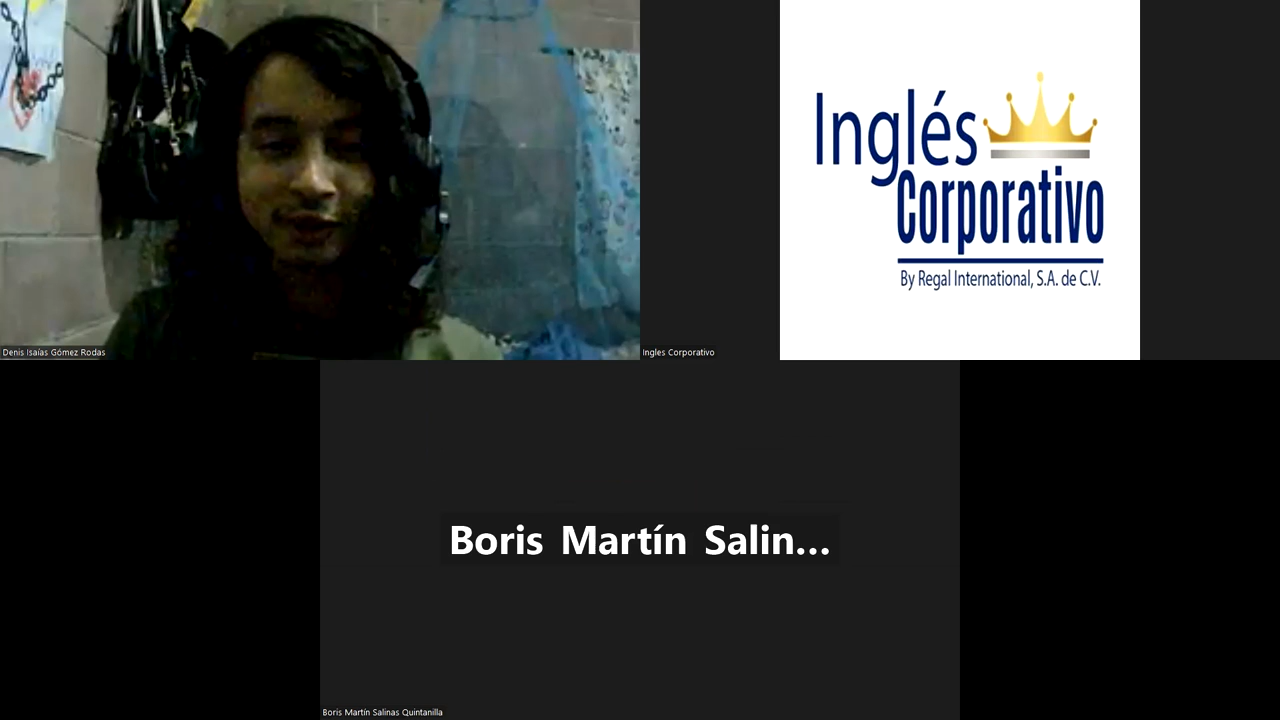 Denis Isaías Gómez Rodas
Inglés
Corporativo
By Regal International, S.A. de C.V.
Ingles Corporativo
Boris Martín Salin...
Boris Martín Salinas Quintanilla